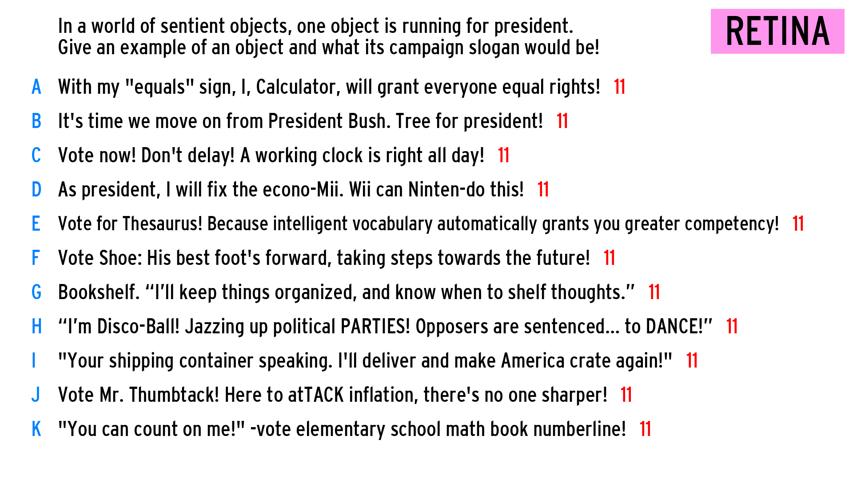 In a world of sentient objects, one object is running for president.
Give an example of an object and what its campaign slogan would be!
RETINA
A With my "equals" sign, I, Calculator, will grant everyone equal rights! 11
B It's time we move on from President Bush. Tree for president! 11
C Vote now! Don't delay! A working clock is right all day! 11
D As president, I will fix the econo-Mii. Wii can Ninten-do this! 11
E Vote for Thesaurus! Because intelligent vocabulary automatically grants you greater competency! 11
F Vote Shoe: His best foot's forward, taking steps towards the future! 11
G Bookshelf. “I’ll keep things organized, and know when to shelf thoughts.” 11
H “I’m Disco-Ball! Jazzing up political PARTIES! Opposers are sentenced... to DANCE!” 11
I "Your shipping container speaking. I'll deliver and make America crate again!" 11
J Vote Mr. Thumbtack! Here to atTACK inflation, there's no one sharper! 11
K "You can count on me!" -vote elementary school math book numberline! 11